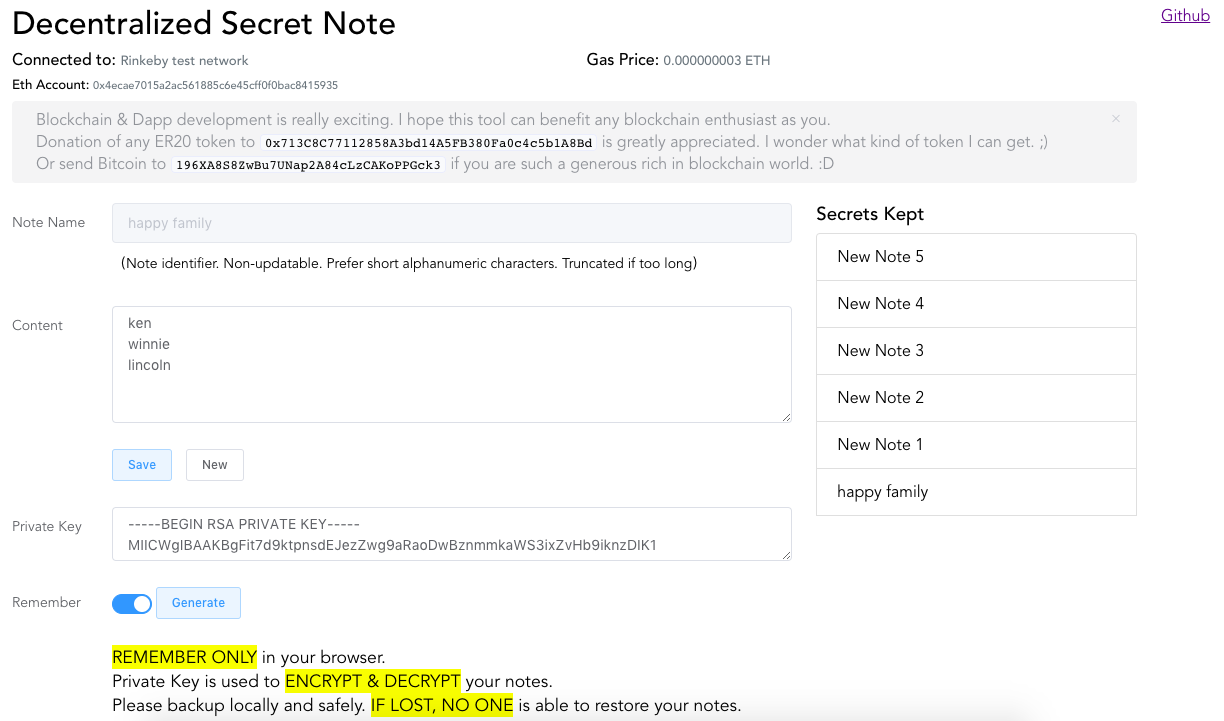 Decentralized Secret Note
Github
Connected to: Rinkeby test network
Gas Price: 0.000000003 ETH
Eth Account: 0x4ecae7015a2ac561885c6e45cff0f0bac8415935
Blockchain & Dapp development is really exciting. I hope this tool can benefit any blockchain enthusiast as you.
Donation of any ER20 token to 0x713C8C77112858A3bd14A5FB380Fa0c4c5b1A8Bd is greatly appreciated. I wonder what kind of token I can get. ;)
Or send Bitcoin to 196XA8S8ZwBu7UNap2A84cLzCAKoPPGck3 if you are such a generous rich in blockchain world. :D
Note Name
happy family
(Note identifier. Non-updatable. Prefer short alphanumeric characters. Truncated if too long)
Content
ken
winnie
lincoln
Save
New
Private Key
-----BEGIN RSA PRIVATE KEY-----
MIICWgIBAAKBgFit7d9ktpnsdEJezZwg9aRaoDwBznmmkaWS3ixZvHb9iknzDIK1
Remember
Generate
REMEMBER ONLY in your browser.
Private Key is used to ENCRYPT & DECRYPT your notes.
Please backup locally and safely. IF LOST, NO ONE is able to restore your notes.
Secrets Kept
New Note 5
New Note 4
New Note 3
New Note 2
New Note 1
happy family